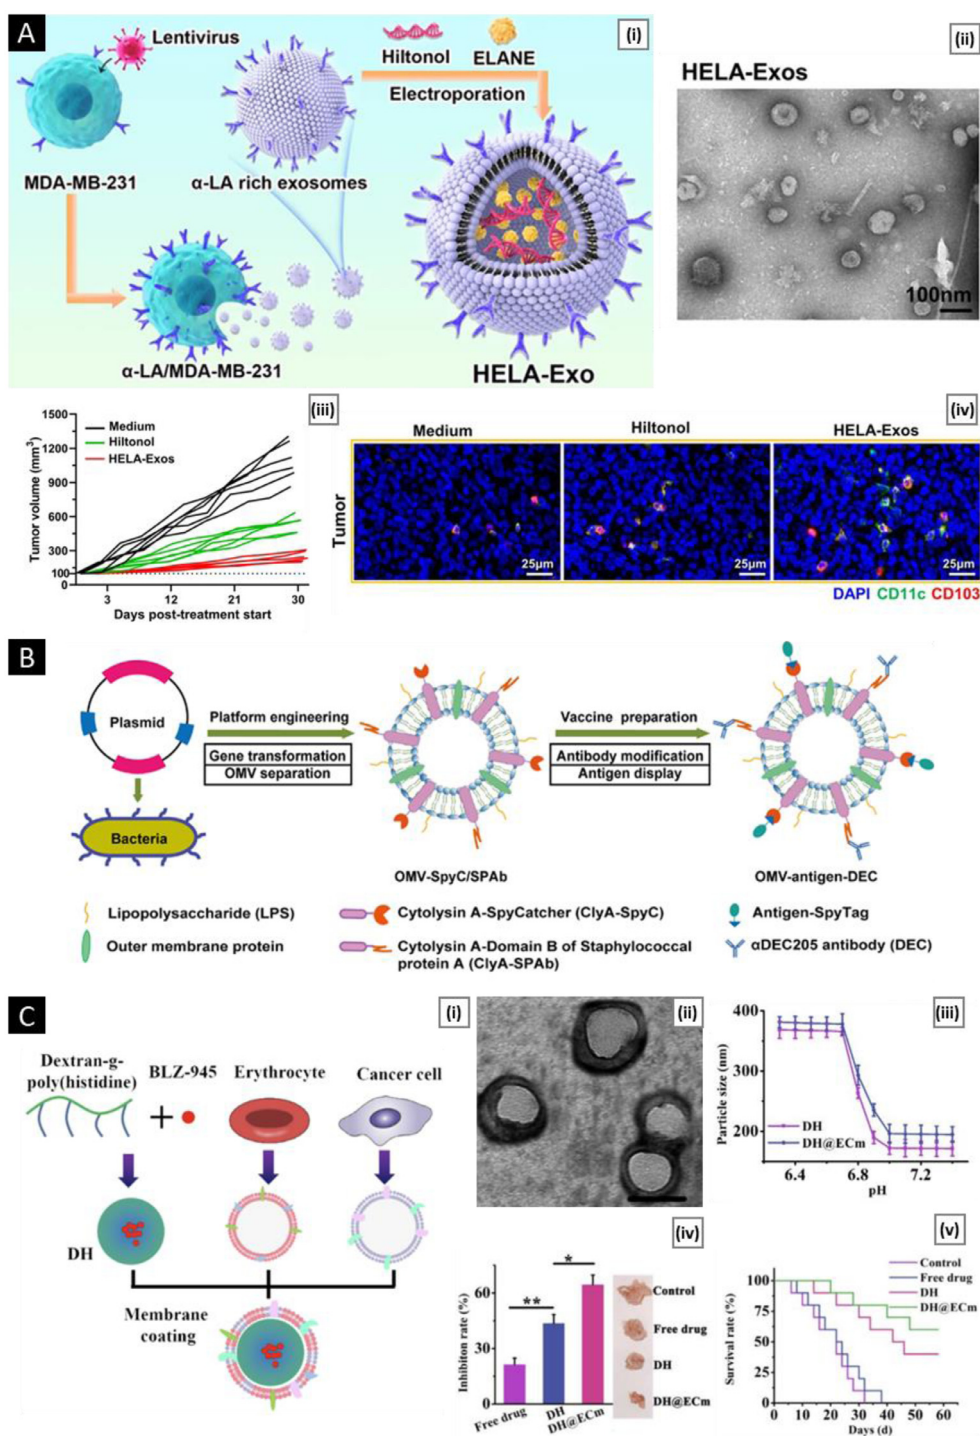 A
(i)
Lentivirus
Hiltonol
ELANE
Electroporation
MDA-MB-231
α-LA rich exosomes
α-LA/MDA-MB-231
HELA-Exo
(ii)
HELA-Exos
100nm
(iii)
Tumor volume (mm³)
1500
1200
900
600
300
100
0
Medium
Hiltonol
HELA-Exos
3
12
21
30
Days post-treatment start
(iv)
Medium
Hiltonol
HELA-Exos
Tumor
25μm
25μm
25μm
DAPI CD11c CD103
B
Plasmid
Bacteria
Platform engineering
Gene transformation
OMV separation
Vaccine preparation
Antibody modification
Antigen display
OMV-SpyC/SPAb
OMV-antigen-DEC
Lipopolysaccharide (LPS)
Outer membrane protein
Cytolysin A-SpyCatcher (ClyA-SpyC)
Cytolysin A-Domain B of Staphylococcal
protein A (ClyA-SPAb)
Antigen-SpyTag
αDEC205 antibody (DEC)
C
(i)
Dextran-g-
poly(histidine)
+
BLZ-945
Erythrocyte
Cancer cell
DH
Membrane
coating
(ii)
(iii)
Particle size (nm)
400
300
200
DH
DH@ECm
6.4
6.8
7.2
pH
(iv)
Inhibiton rate (%)
60
30
0
**
*
Free drug
DH
DH@ECm
Control
Free drug
DH
DH@ECm
(v)
Survival rate (%)
100
75
50
25
0
Control
Free drug
DH
DH@ECm
0
10
20
30
40
50
60
Days (d)